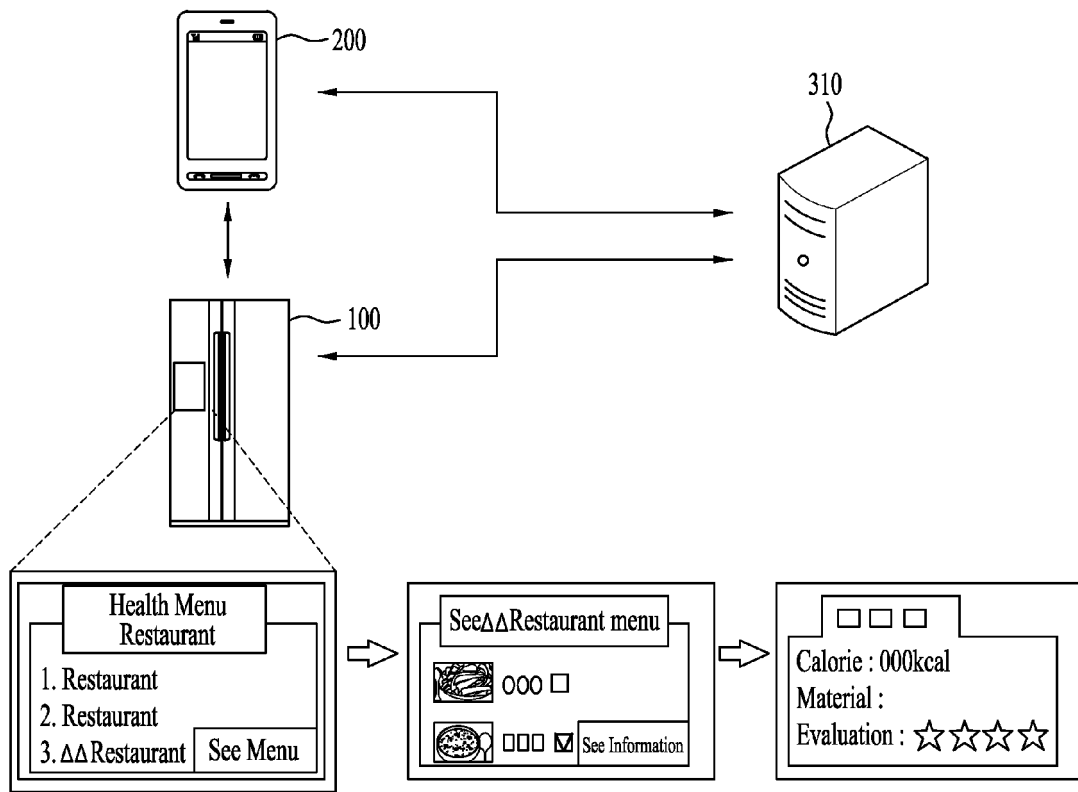 200
310
100
Health Menu
Restaurant
1. Restaurant
2. Restaurant
3. ΔΔRestaurant
See Menu
SeeΔΔRestaurant menu
OOO □
□□□ ☑
See Information
□ □ □
Calorie : 000kcal
Material :
Evaluation : ☆☆☆☆